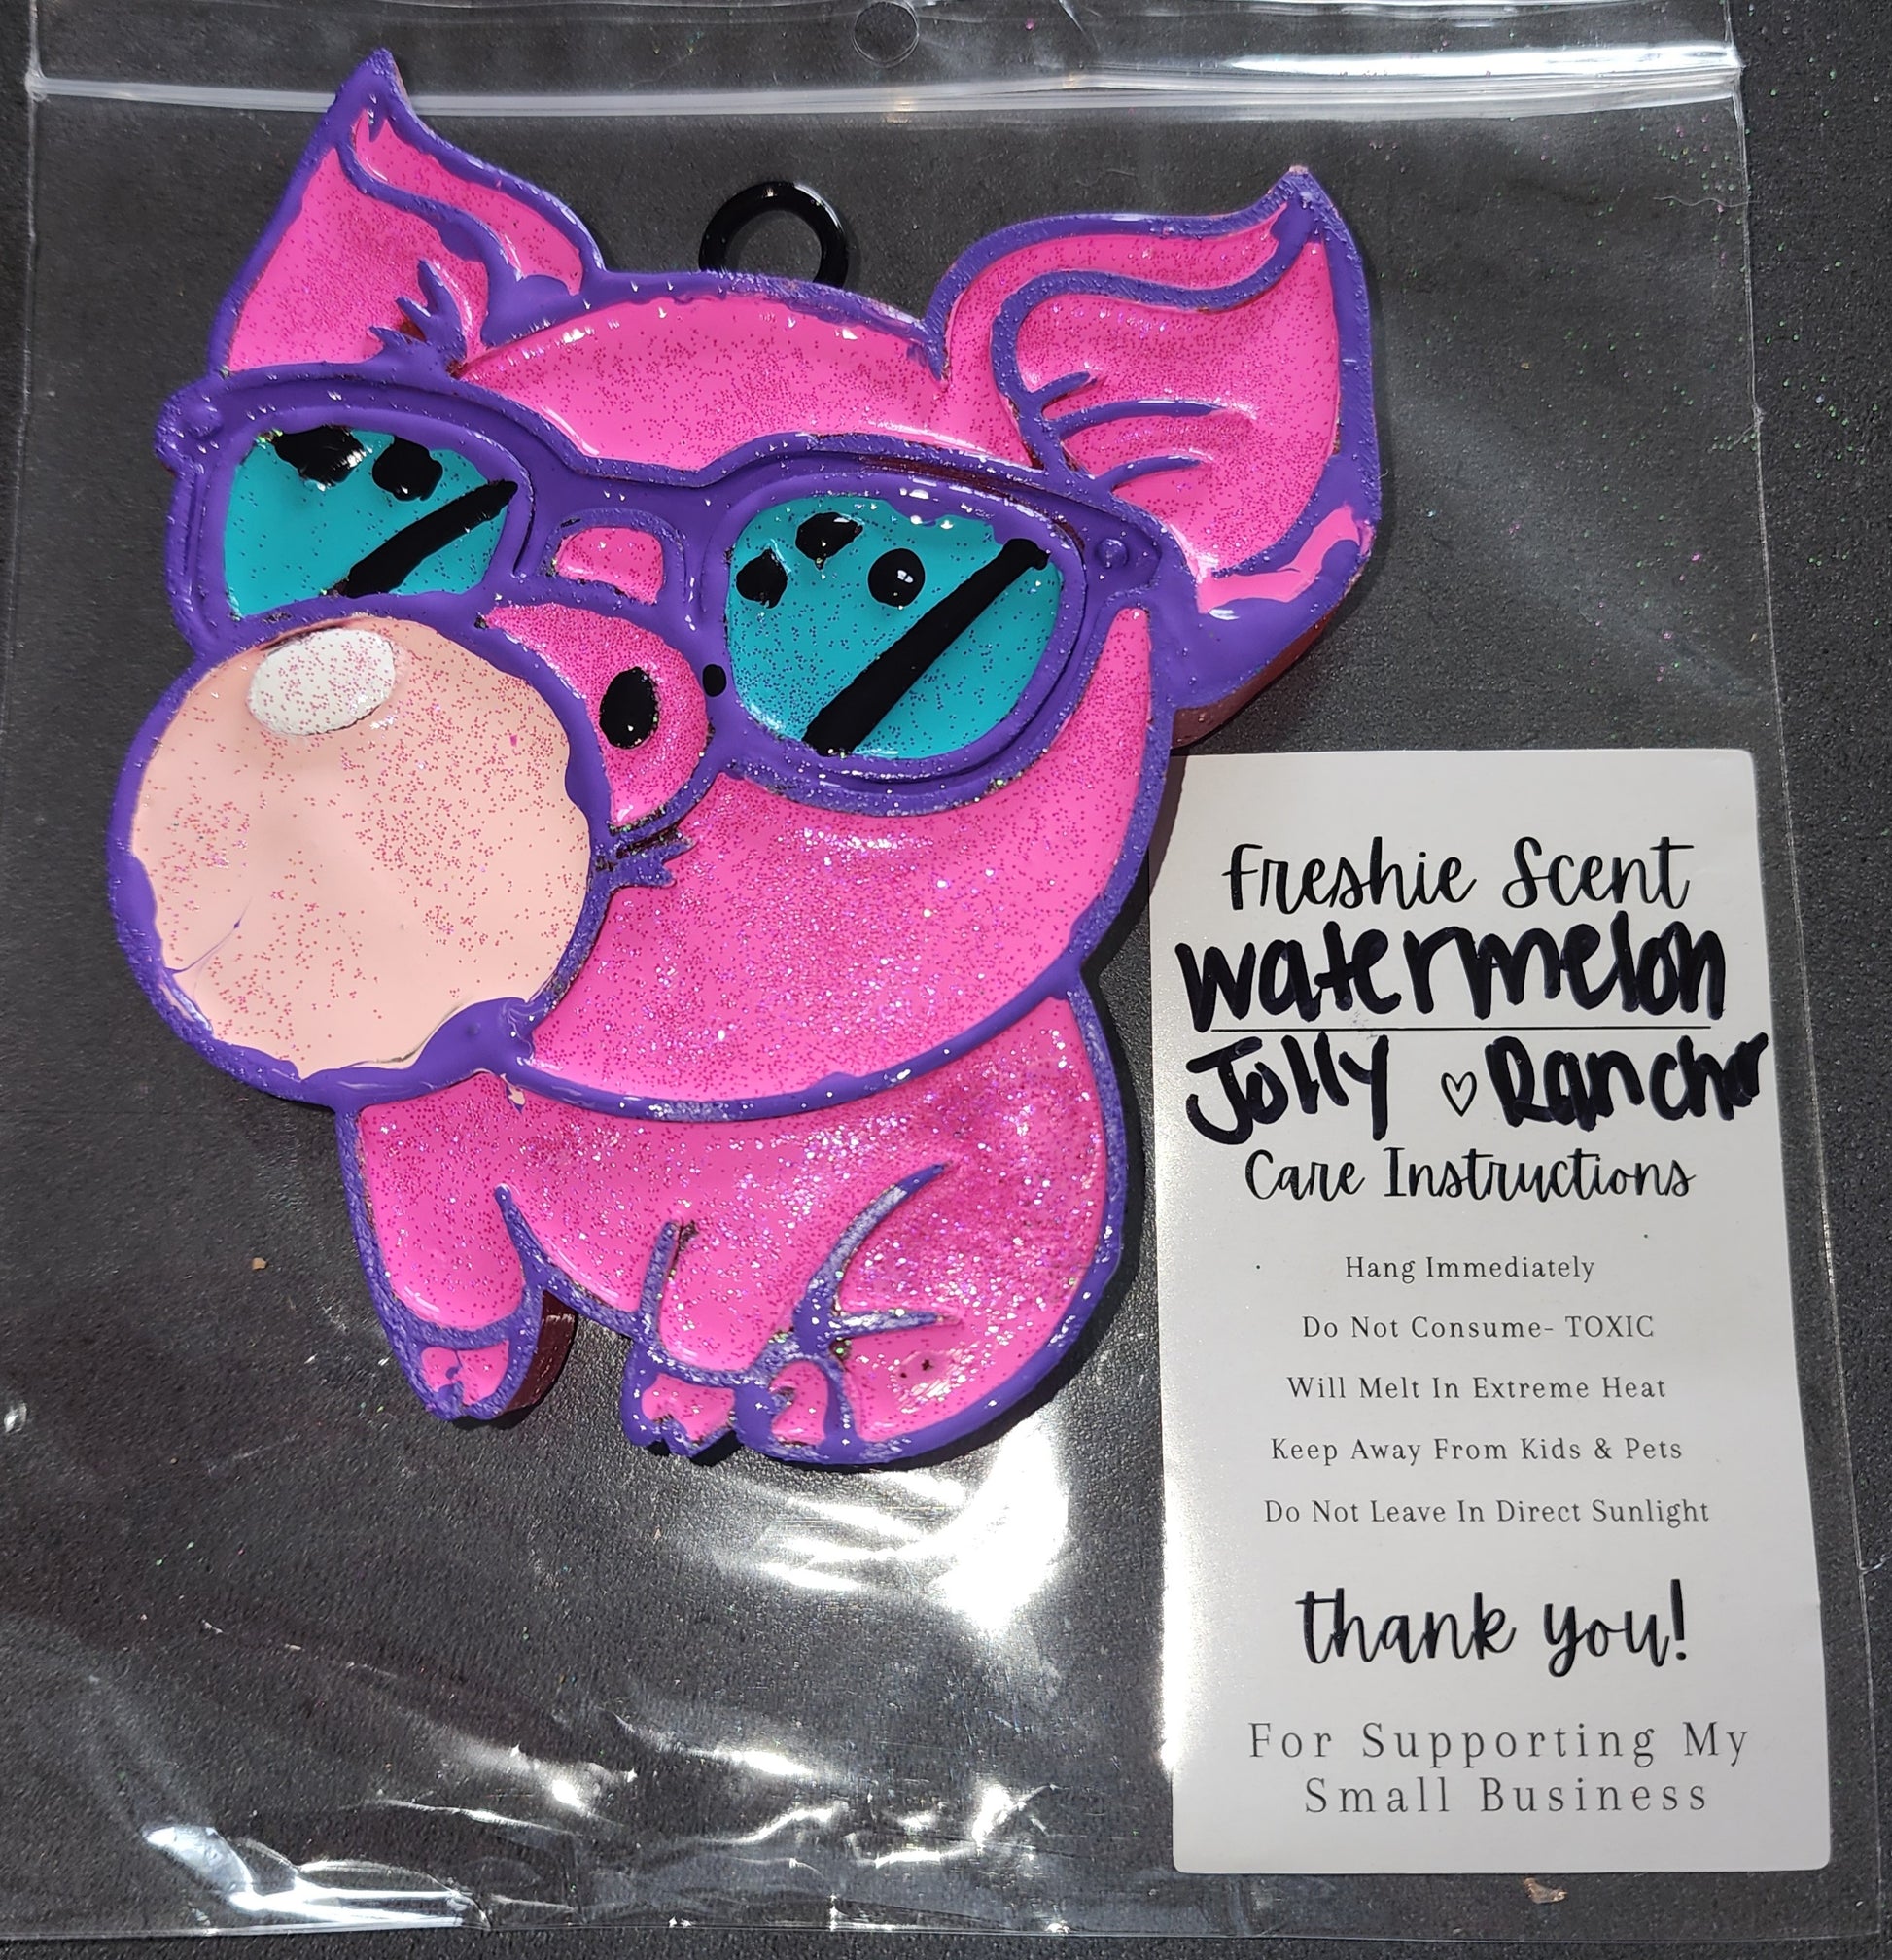 Freshie Scent
watermelon
Jolly ♡ Rancher
Care Instructions
Hang Immediately
Do Not Consume- TOXIC
Will Melt In Extreme Heat
Keep Away From Kids & Pets
Do Not Leave In Direct Sunlight
thank you!
For Supporting My
Small Business